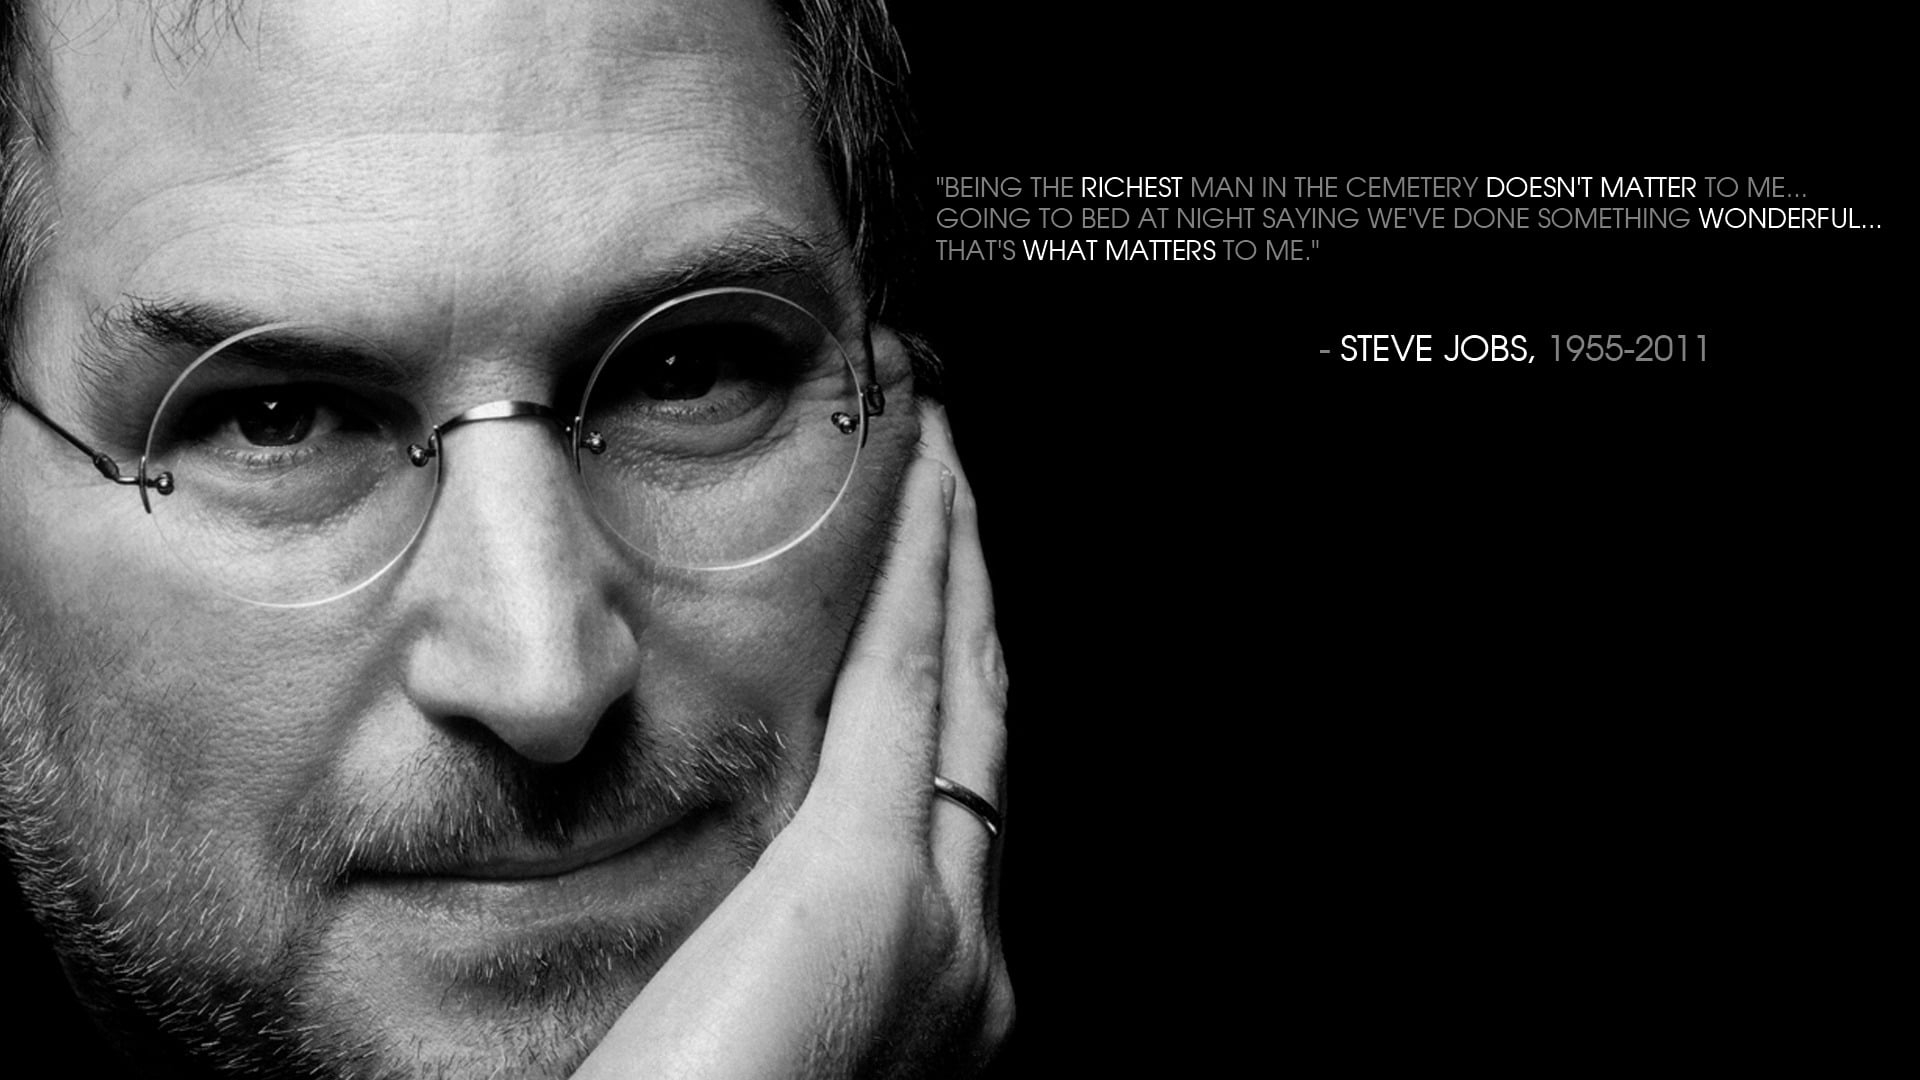 "BEING THE RICHEST MAN IN THE CEMETERY DOESN'T MATTER TO ME...
GOING TO BED AT NIGHT SAYING WE'VE DONE SOMETHING WONDERFUL...
THAT'S WHAT MATTERS TO ME."
- STEVE JOBS, 1955-2011